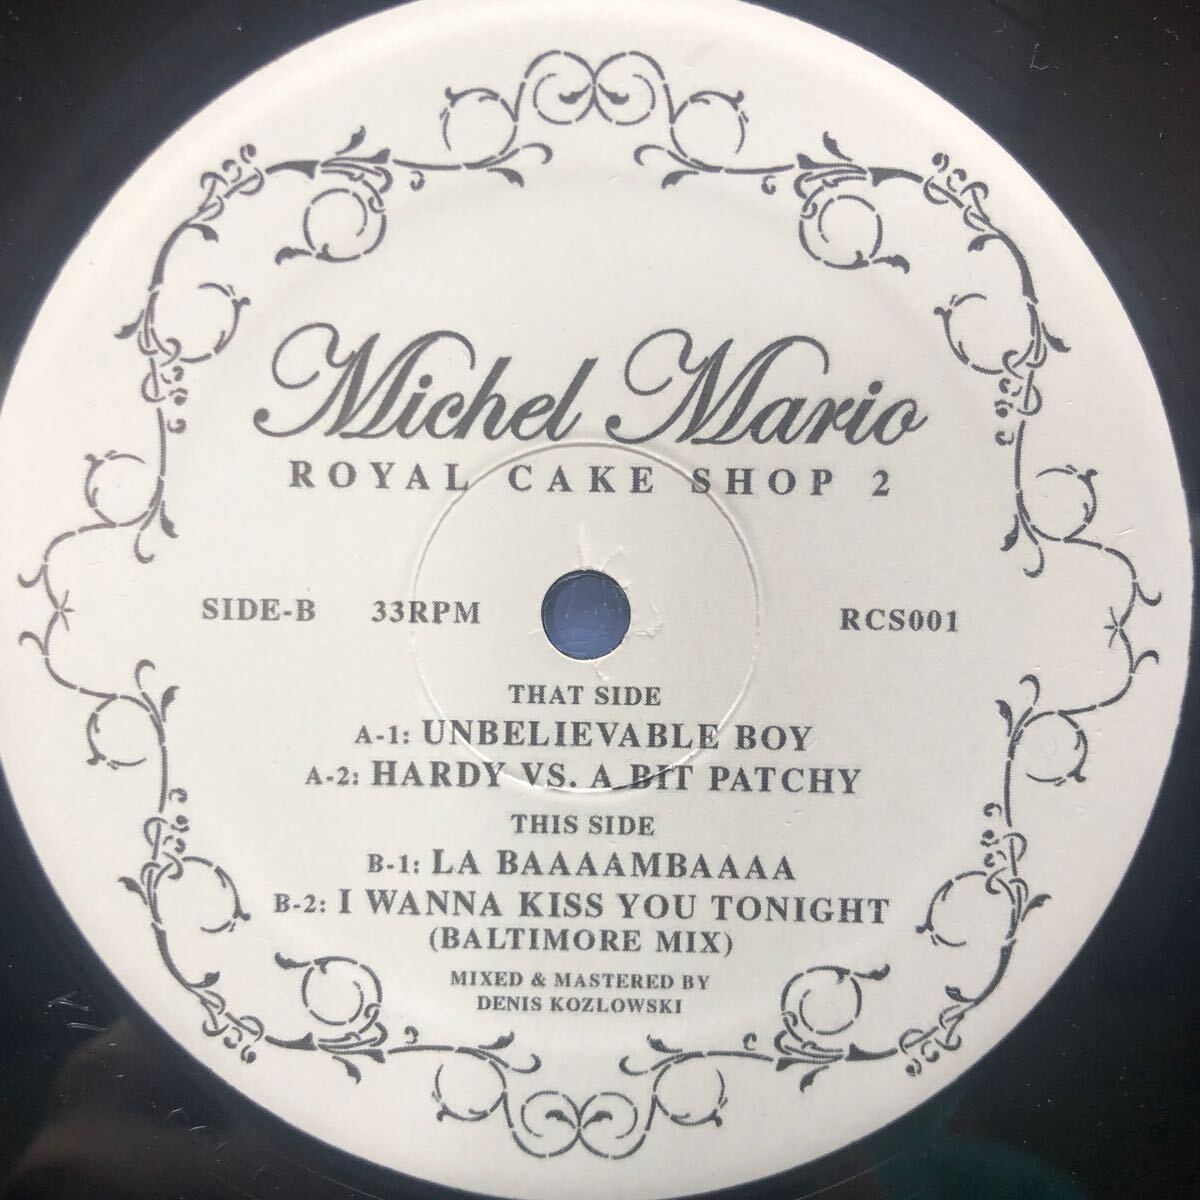 Michel Mario
ROYAL CAKE SHOP 2
SIDE-B 33RPM RCS001
THAT SIDE
A-1: UNBELIEVABLE BOY
A-2: HARDY VS. A BIT PATCHY
THIS SIDE
B-1: LA BAAAAMBAAAA
B-2: I WANNA KISS YOU TONIGHT
(BALTIMORE MIX)
MIXED & MASTERED BY
DENIS KOZLOWSKI